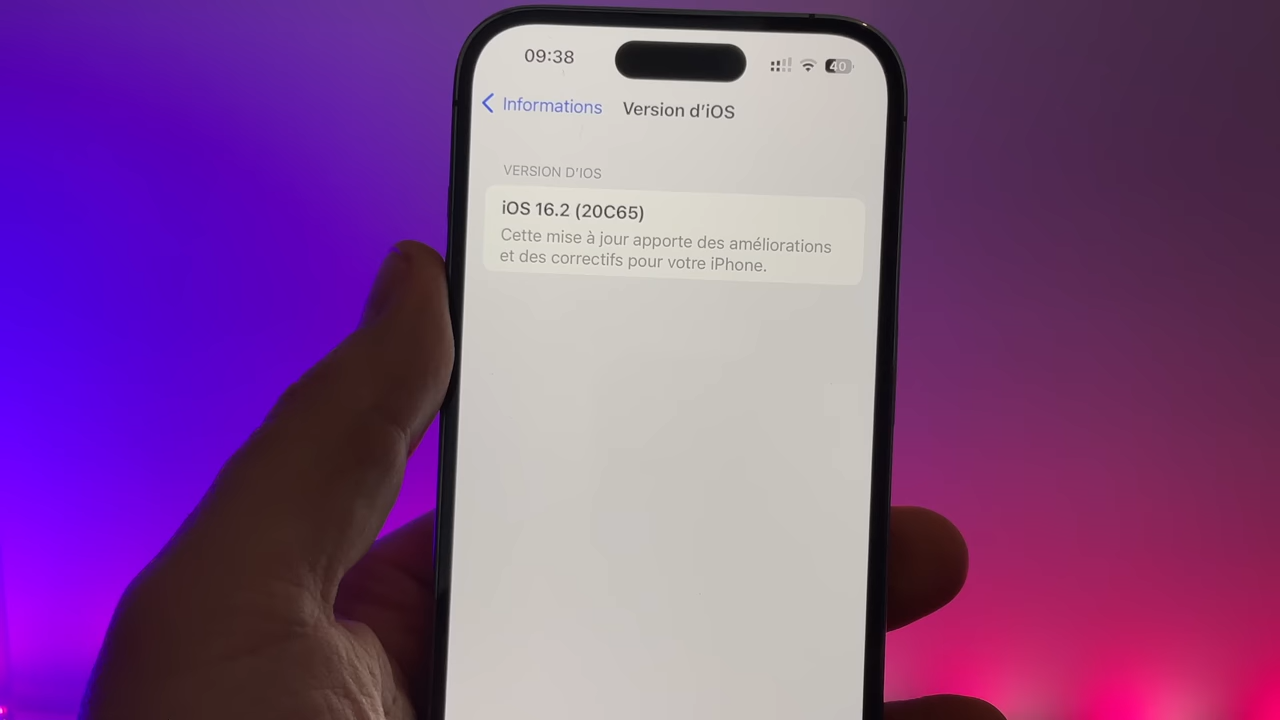 09:38
40
Informations
Version d’iOS
VERSION D’IOS
iOS 16.2 (20C65)
Cette mise à jour apporte des améliorations
et des correctifs pour votre iPhone.